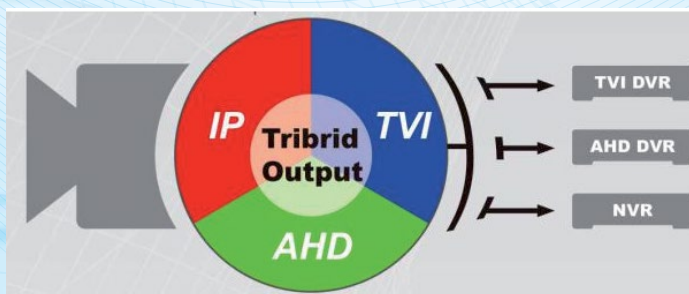 IP
TVI
Tribrid
Output
AHD
TVI DVR
AHD DVR
NVR